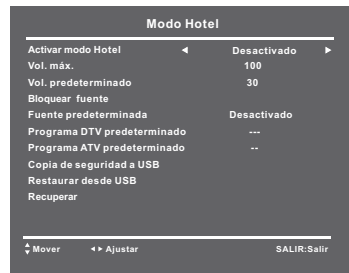 Modo Hotel
Activar modo Hotel ◄ Desactivado ►
Vol. máx. 100
Vol. predeterminado 30
Bloquear fuente
Fuente predeterminada Desactivado
Programa DTV predeterminado ---
Programa ATV predeterminado --
Copia de seguridad a USB
Restaurar desde USB
Recuperar
Mover ◄► Ajustar SALIR:Salir